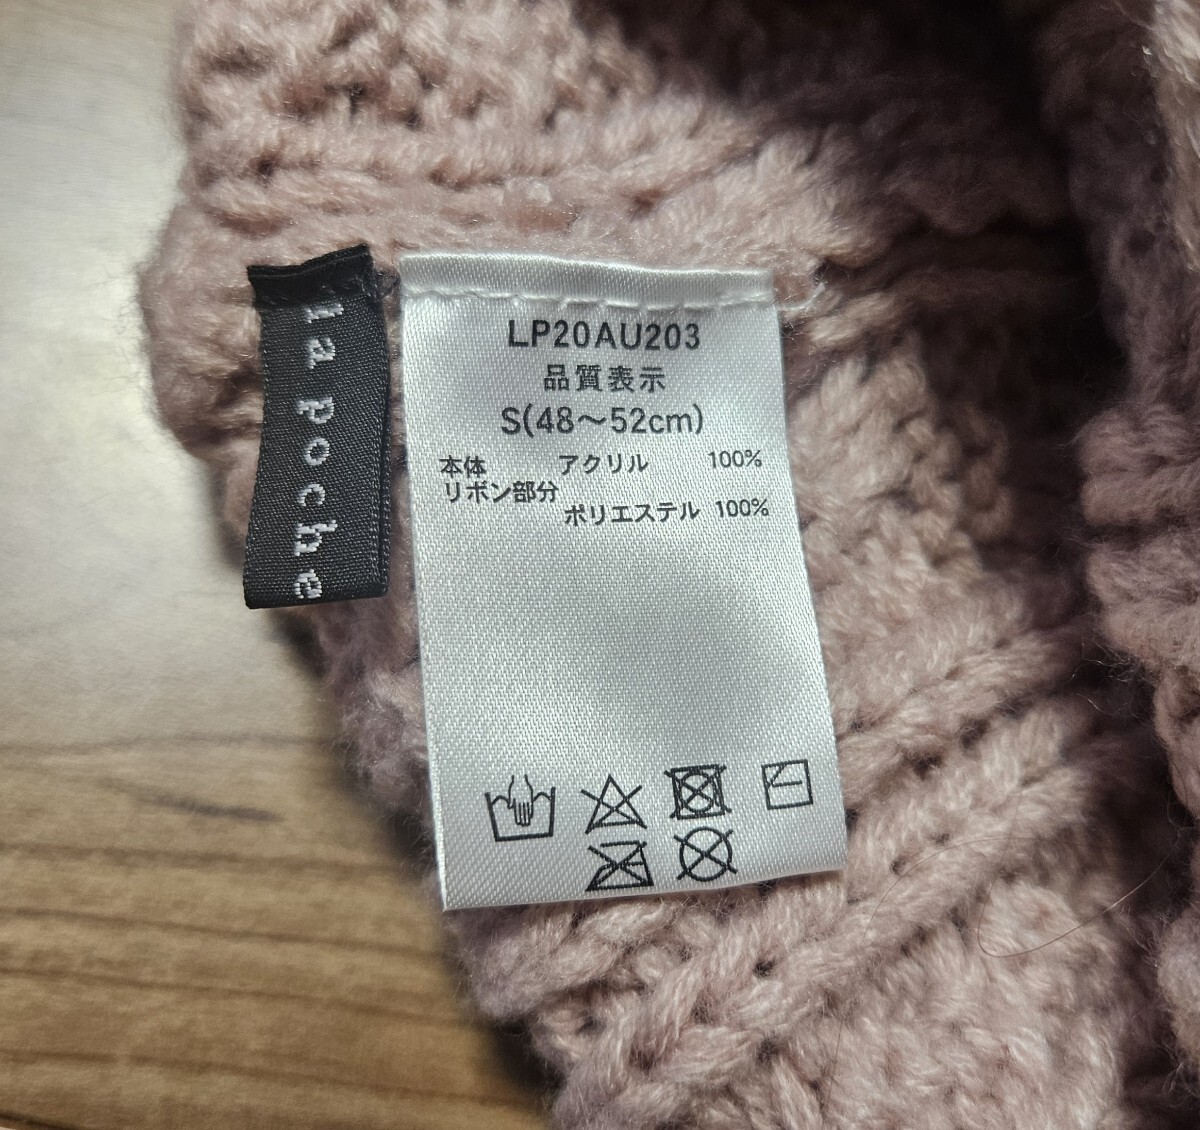 la poche
LP20AU203
品質表示
S(48～52cm)
本体 アクリル 100%
リボン部分
ポリエステル 100%